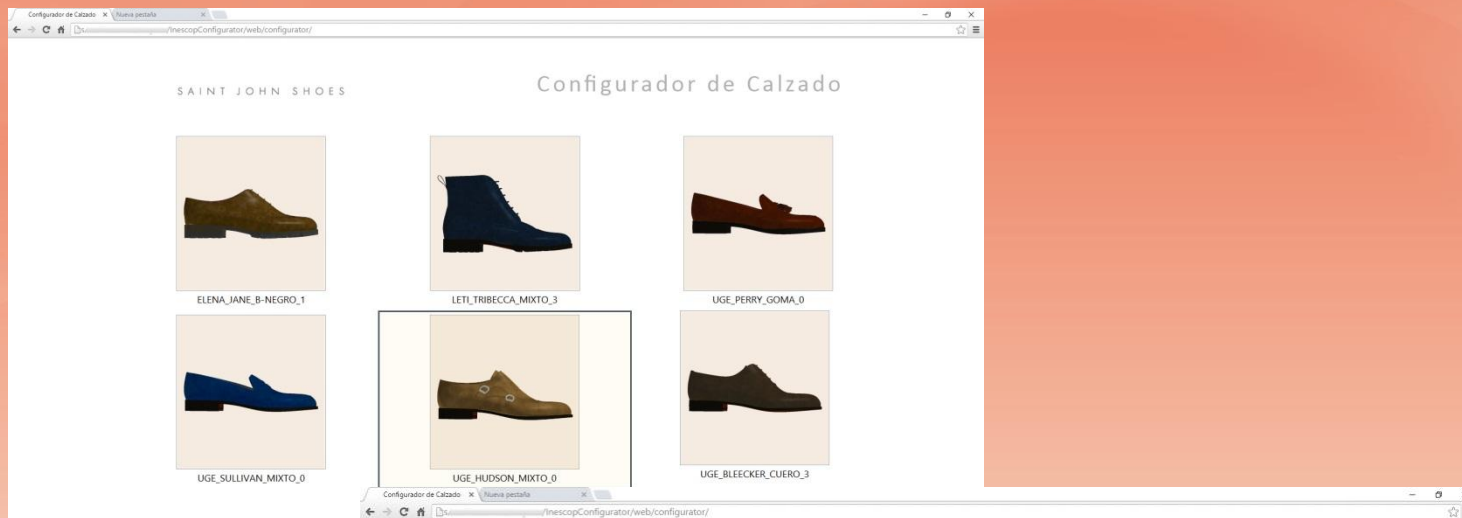 Configurador de Calzado
Nueva pestaña
/InescopConfigurator/web/configurator/
SAINT JOHN SHOES
Configurador de Calzado
ELENA_JANE_B-NEGRO_1
LETI_TRIBECCA_MIXTO_3
UGE_PERRY_GOMA_0
UGE_SULLIVAN_MIXTO_0
UGE_HUDSON_MIXTO_0
UGE_BLEECKER_CUERO_3
Configurador de Calzado
Nueva pestaña
/InescopConfigurator/web/configurator/